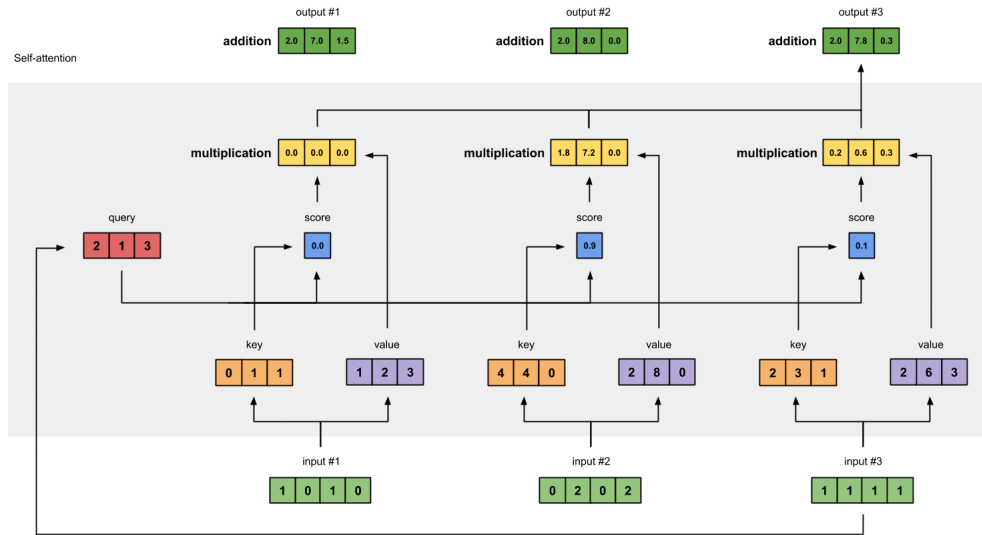 output #1
output #2
output #3
addition 2.0 7.0 1.5
addition 2.0 8.0 0.0
addition 2.0 7.8 0.3
Self-attention
multiplication 0.0 0.0 0.0
multiplication 1.8 7.2 0.0
multiplication 0.2 0.6 0.3
query
score
score
score
2 1 3
0.0
0.9
0.1
key
value
key
value
key
value
0 1 1
1 2 3
4 4 0
2 8 0
2 3 1
2 6 3
input #1
input #2
input #3
1 0 1 0
0 2 0 2
1 1 1 1